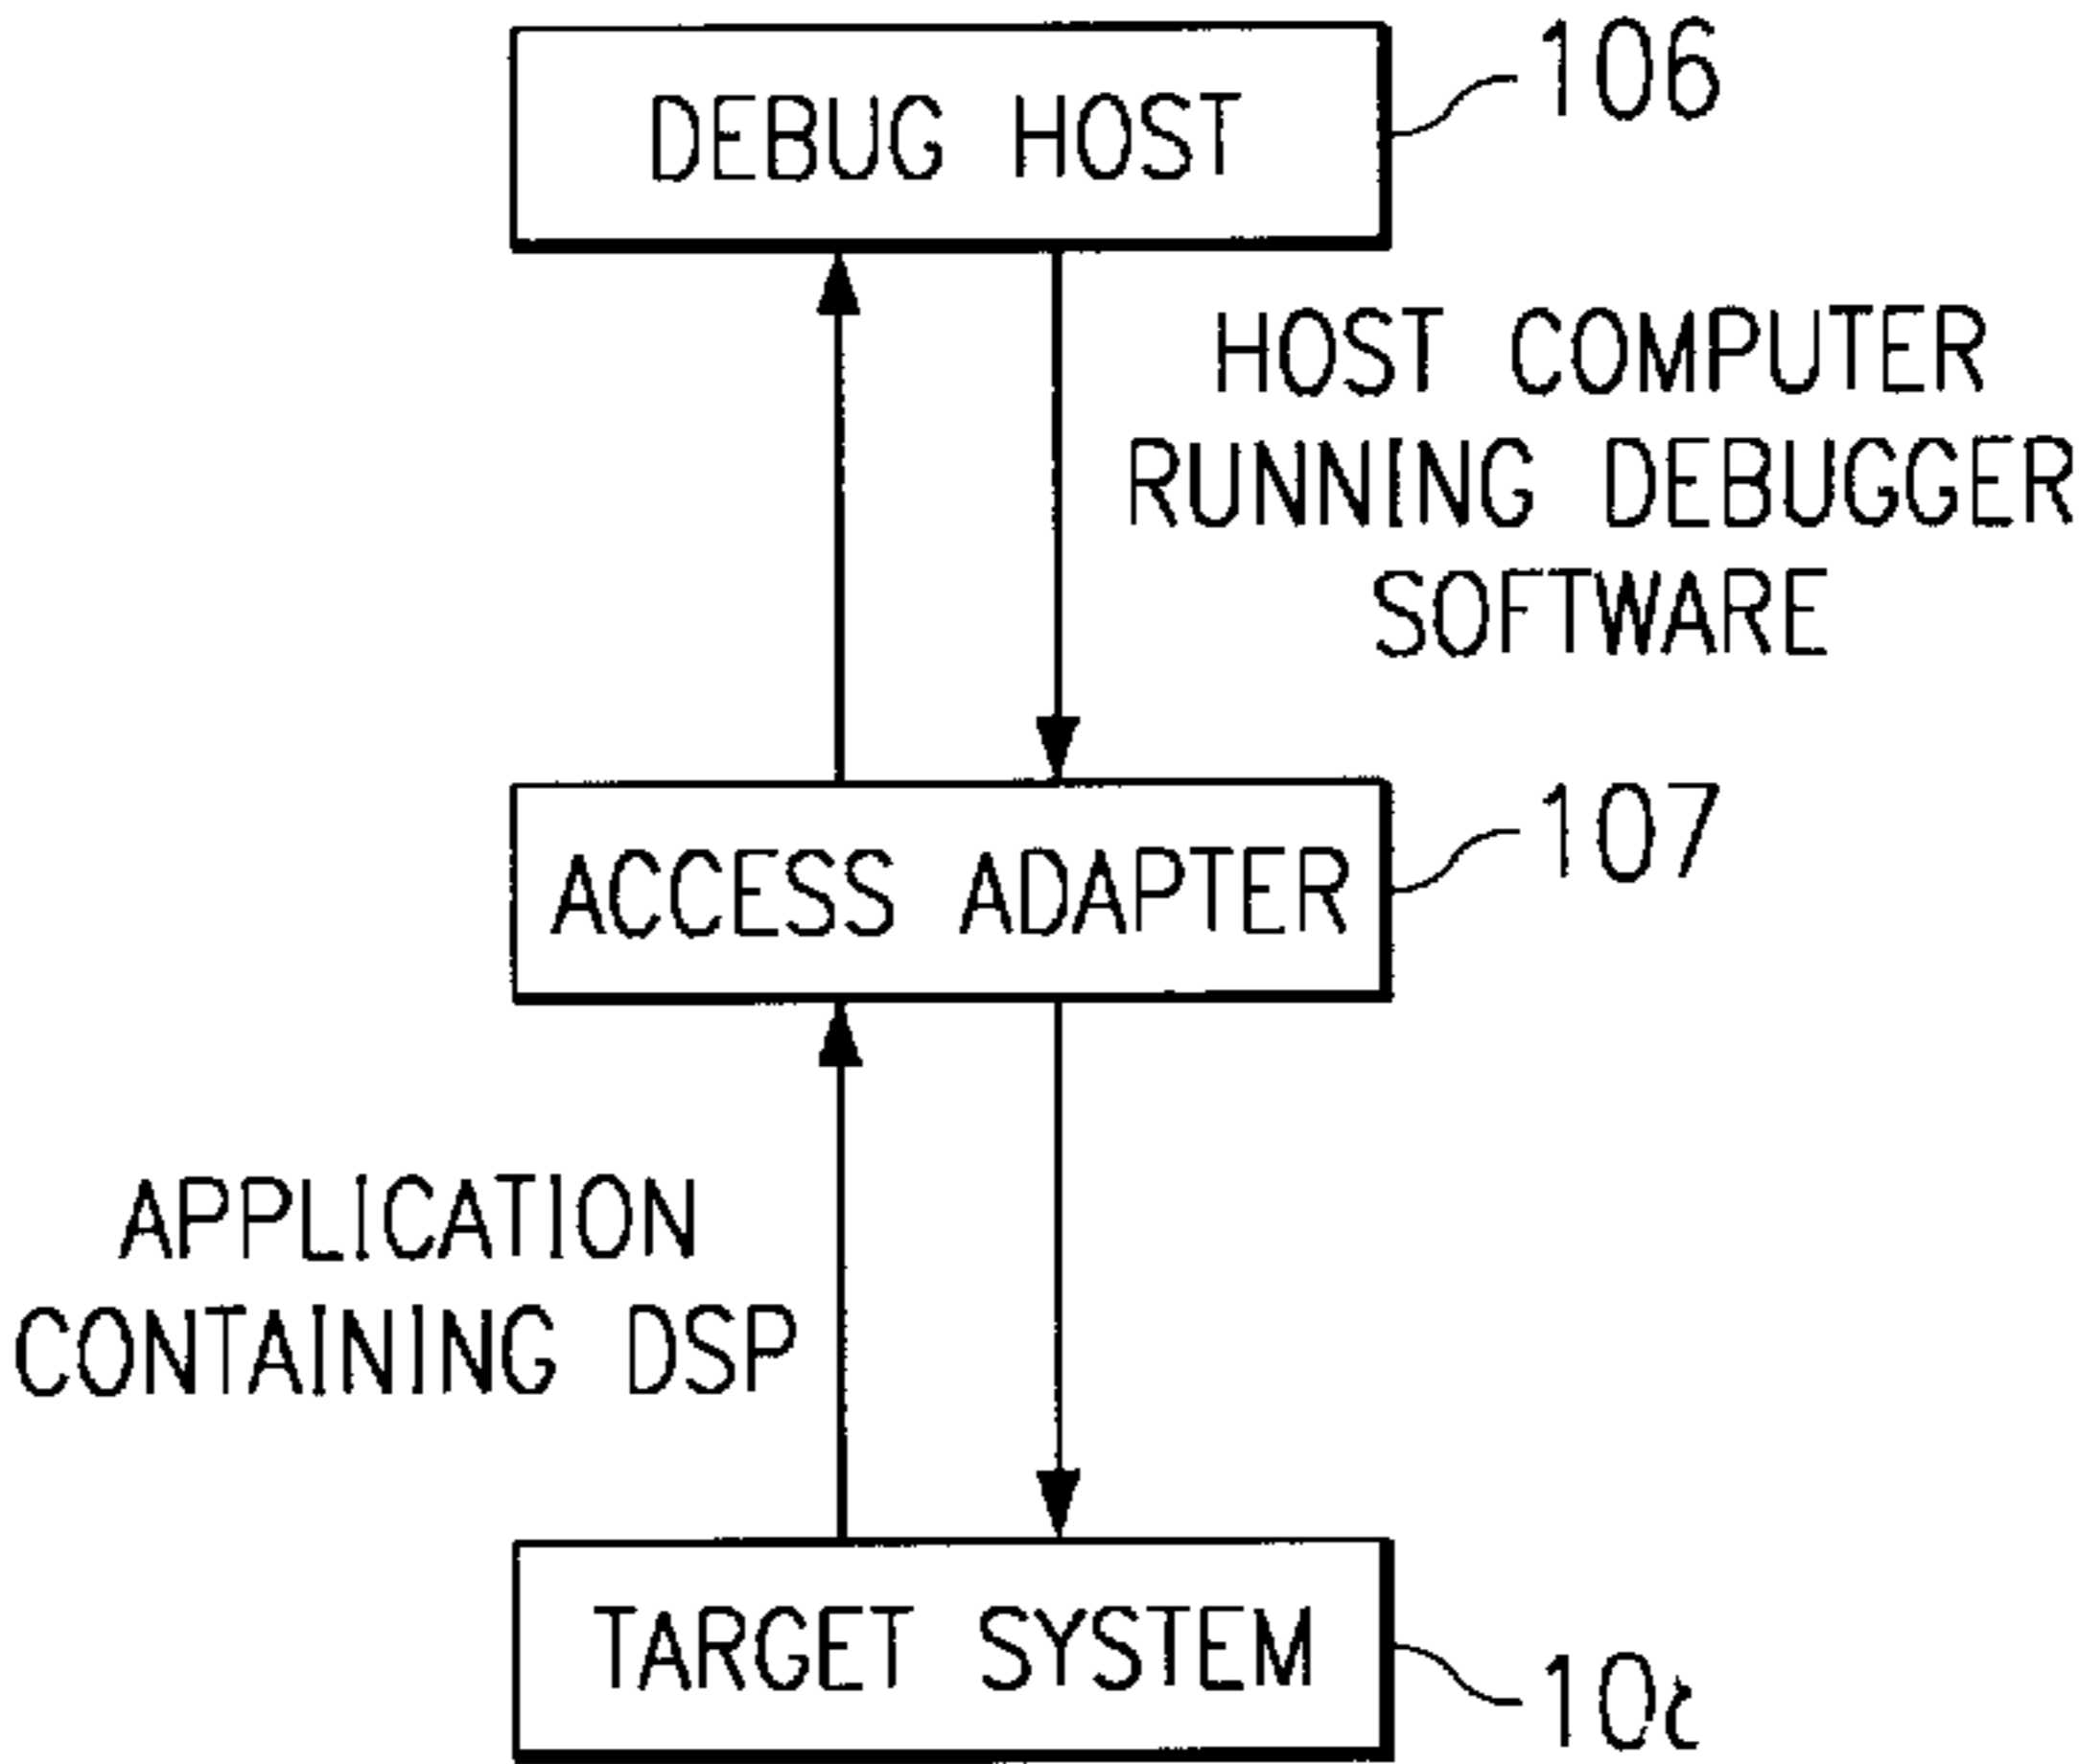 DEBUG HOST
106
HOST COMPUTER
RUNNING DEBUGGER
SOFTWARE
ACCESS ADAPTER
107
APPLICATION
CONTAINING DSP
TARGET SYSTEM